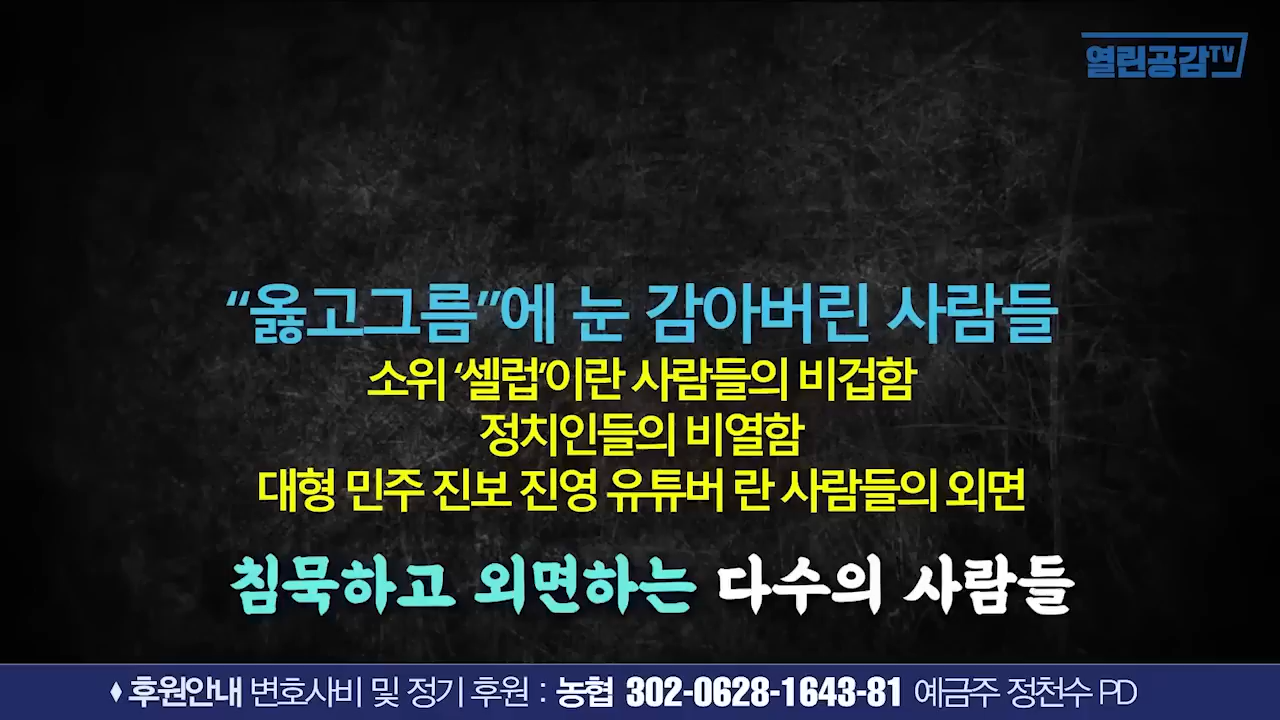 열린공감TV
“옳고그름”에 눈 감아버린 사람들
소위 ‘셀럽’이란 사람들의 비겁함
정치인들의 비열함
대형 민주 진보 진영 유튜버 란 사람들의 외면
침묵하고 외면하는 다수의 사람들
♦ 후원안내 변호사비 및 정기 후원 : 농협 302-0628-1643-81 예금주 정천수 PD